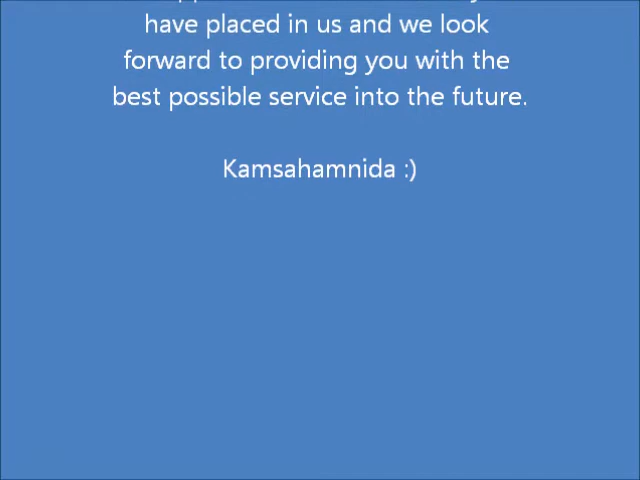 have placed in us and we look
forward to providing you with the
best possible service into the future.
Kamsahamnida :)